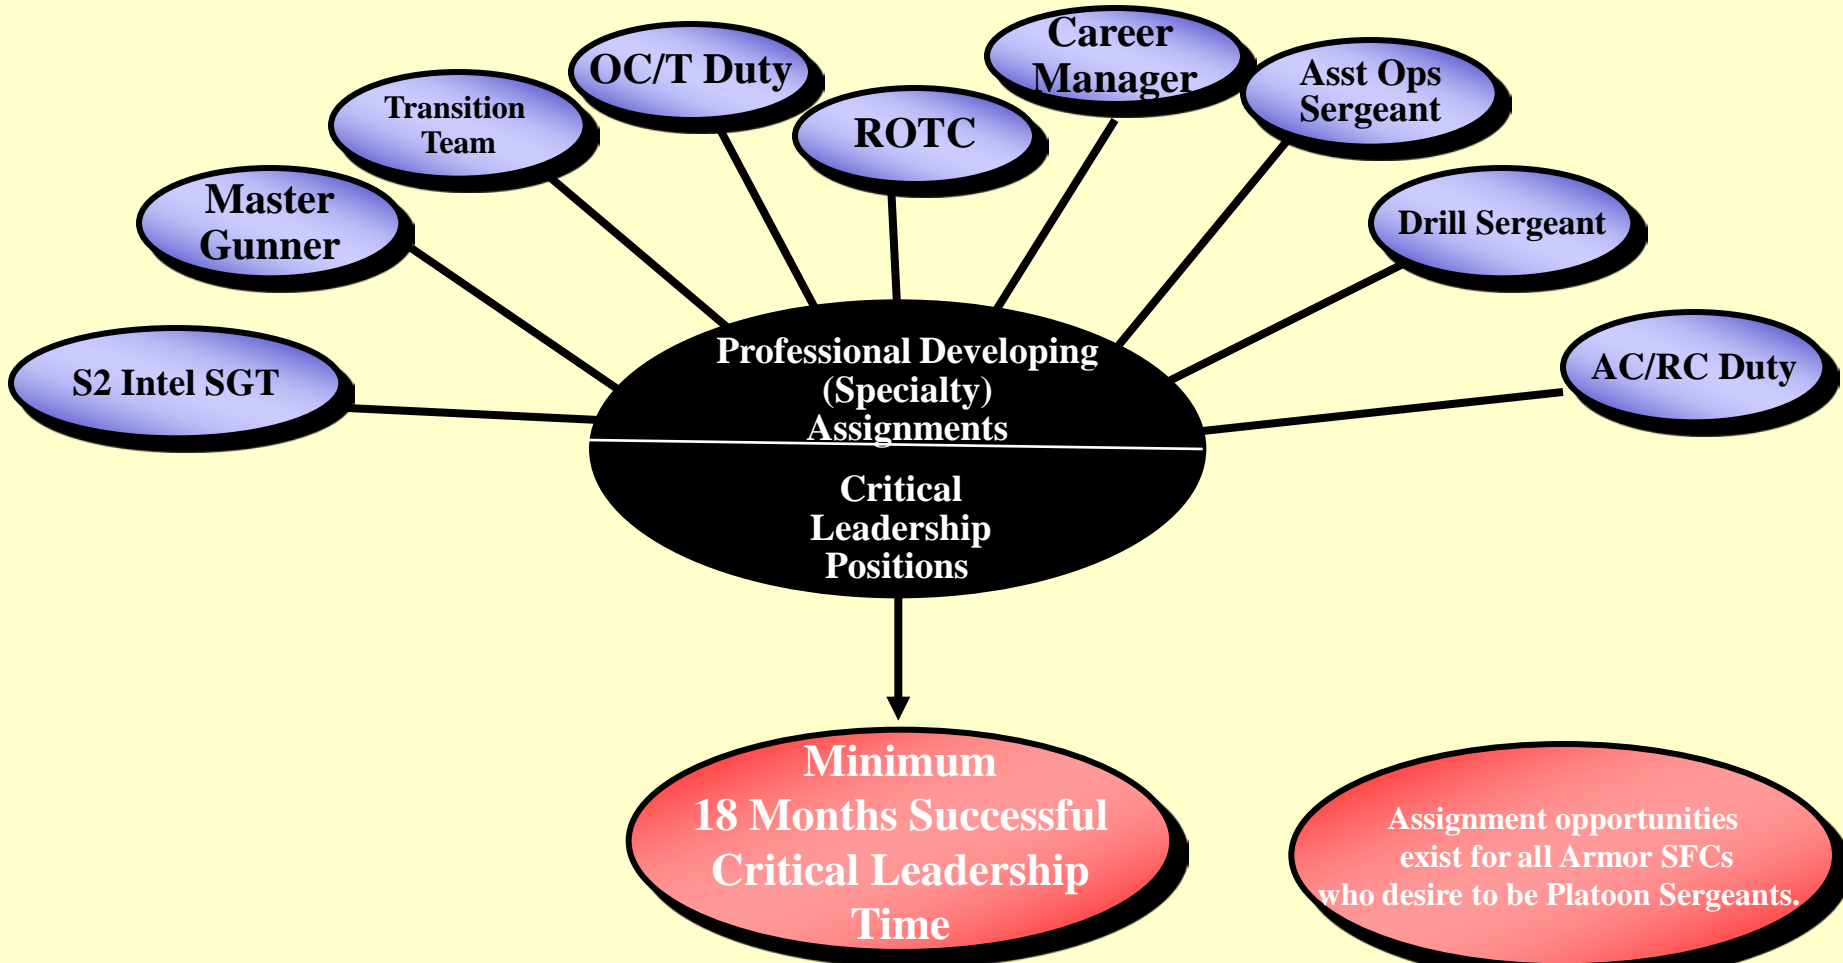 Career
Manager
OC/T Duty
Asst Ops
Sergeant
Transition
Team
ROTC
Master
Gunner
Drill Sergeant
S2 Intel SGT
AC/RC Duty
Professional Developing
(Specialty)
Assignments
Critical
Leadership
Positions
Minimum
18 Months Successful
Critical Leadership
Time
Assignment opportunities
exist for all Armor SFCs
who desire to be Platoon Sergeants.